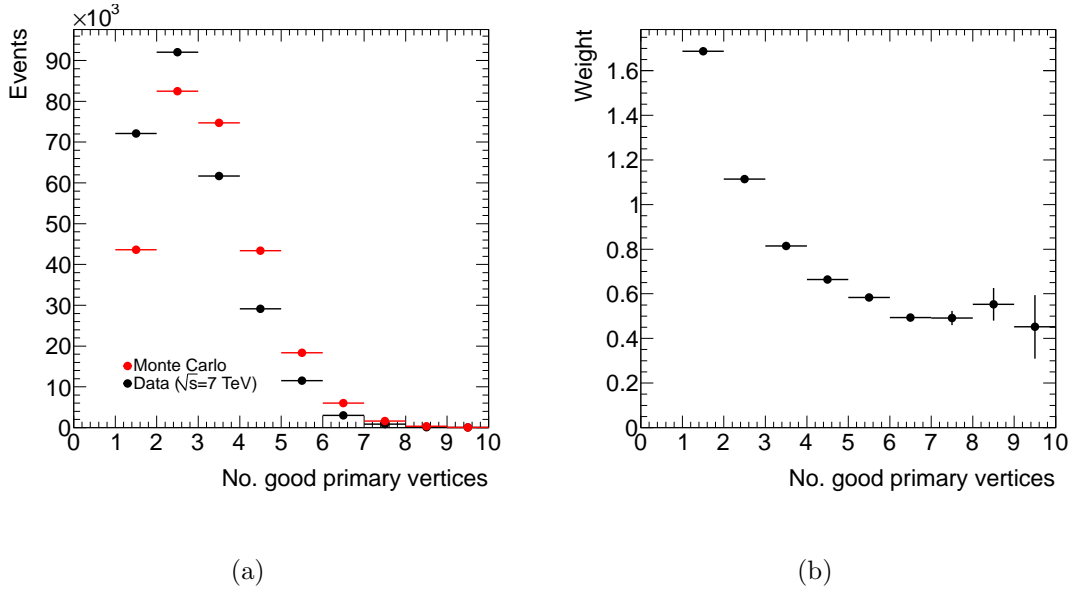 ×10³
Events
90
80
70
60
50
40
30
20
10
0
Monte Carlo
Data (√s=7 TeV)
0 1 2 3 4 5 6 7 8 9 10
No. good primary vertices
(a)
Weight
1.6
1.4
1.2
1
0.8
0.6
0.4
0.2
0
0 1 2 3 4 5 6 7 8 9 10
No. good primary vertices
(b)